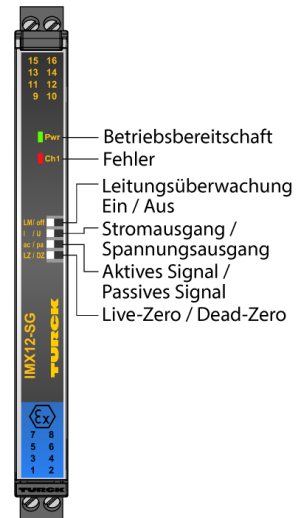 15 16
13 14
11 12
9 10
Pwr
Ch1
Betriebsbereitschaft
Fehler
Leitungsüberwachung
Ein / Aus
Stromausgang /
Spannungsausgang
Aktives Signal /
Passives Signal
Live-Zero / Dead-Zero
LM/ off
I / U
ac / pa
LZ / DZ
IMX12-SG
TURCK
Ex
7 8
5 6
3 4
1 2
TURCK